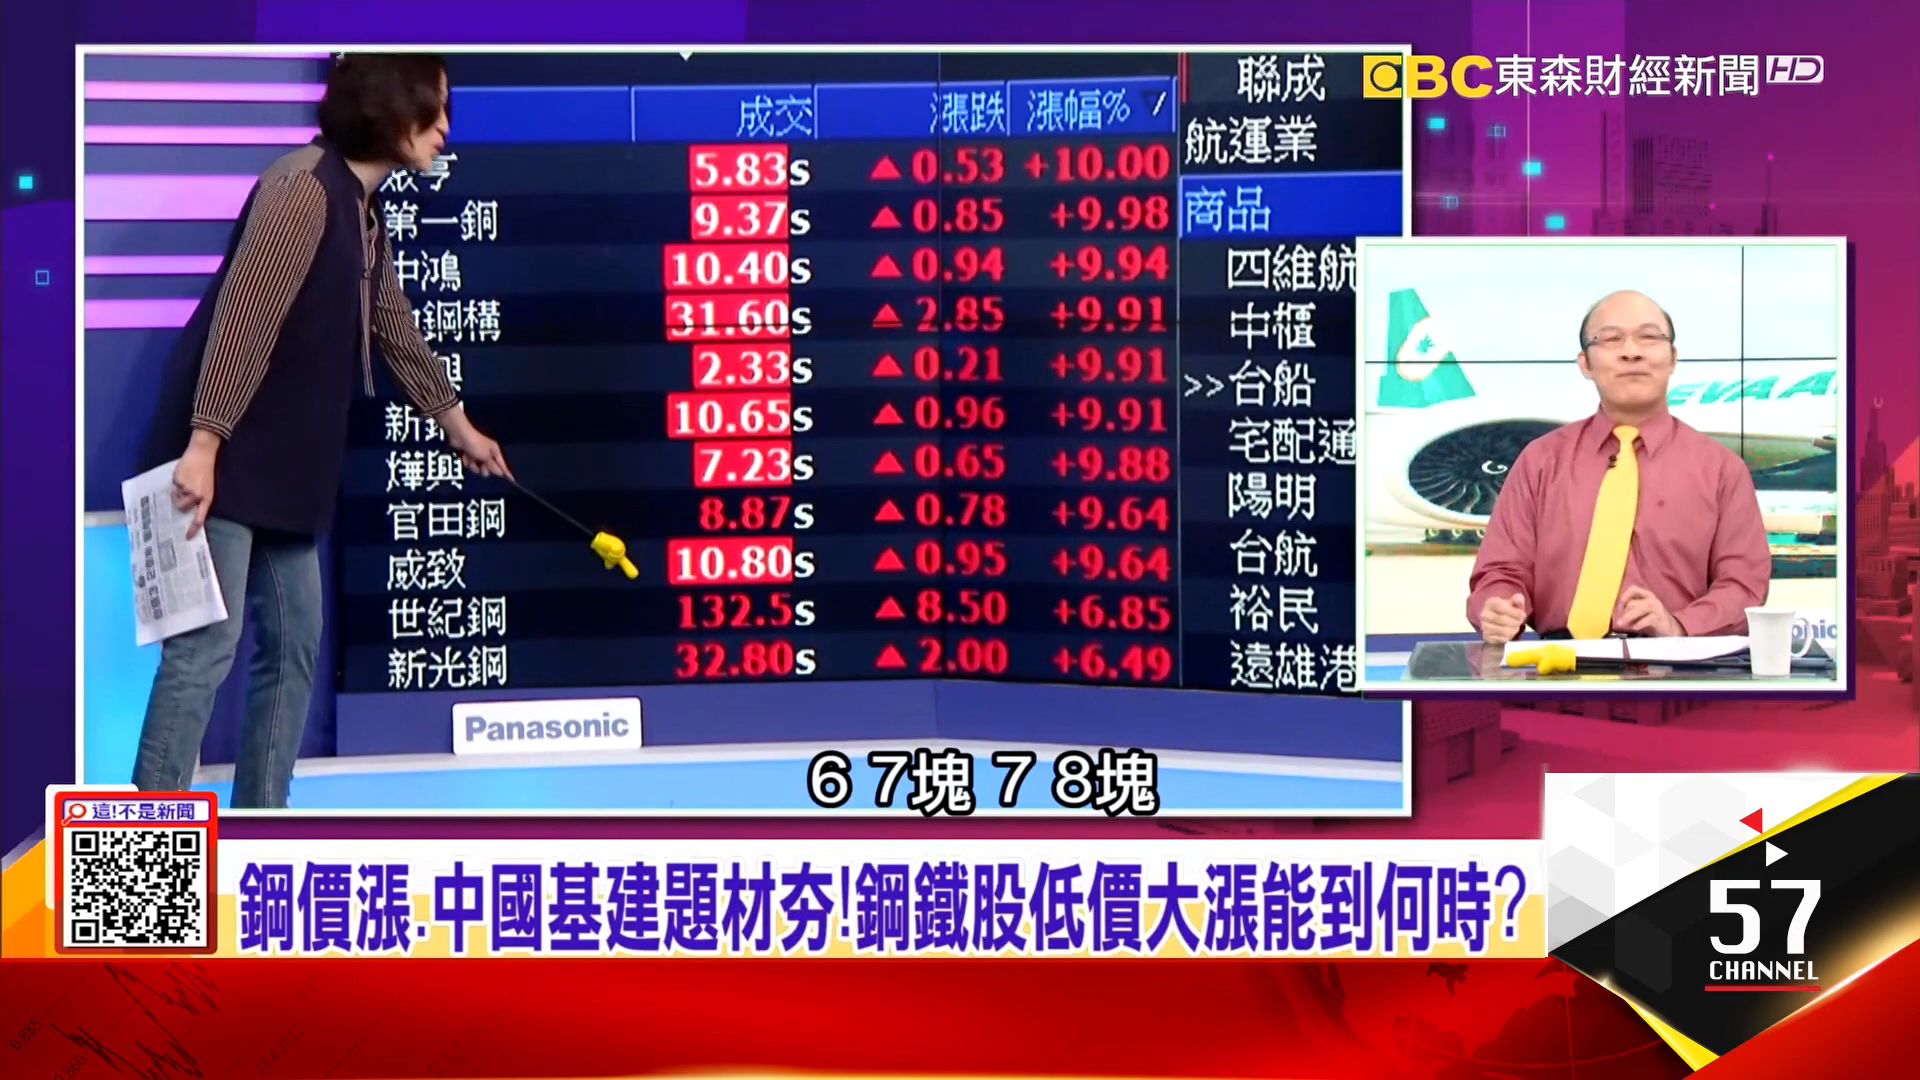 EBC東森財經新聞HD
成交 漲跌 漲幅%
5.83s ▲0.53 +10.00
第一銅 9.37s ▲0.85 +9.98
中鴻 10.40s ▲0.94 +9.94
鋼構 31.60s ▲2.85 +9.91
興 2.33s ▲0.21 +9.91
新 10.65s ▲0.96 +9.91
燁興 7.23s ▲0.65 +9.88
官田鋼 8.87s ▲0.78 +9.64
威致 10.80s ▲0.95 +9.64
世紀鋼 132.5s ▲8.50 +6.85
新光鋼 32.80s ▲2.00 +6.49
聯成
航運業
商品
四維航
中櫃
>>台船
宅配通
陽明
台航
裕民
遠雄港
EVA A
Panasonic
6 7塊 7 8塊
這!不是新聞
鋼價漲.中國基建題材夯!鋼鐵股低價大漲能到何時?
57
CHANNEL